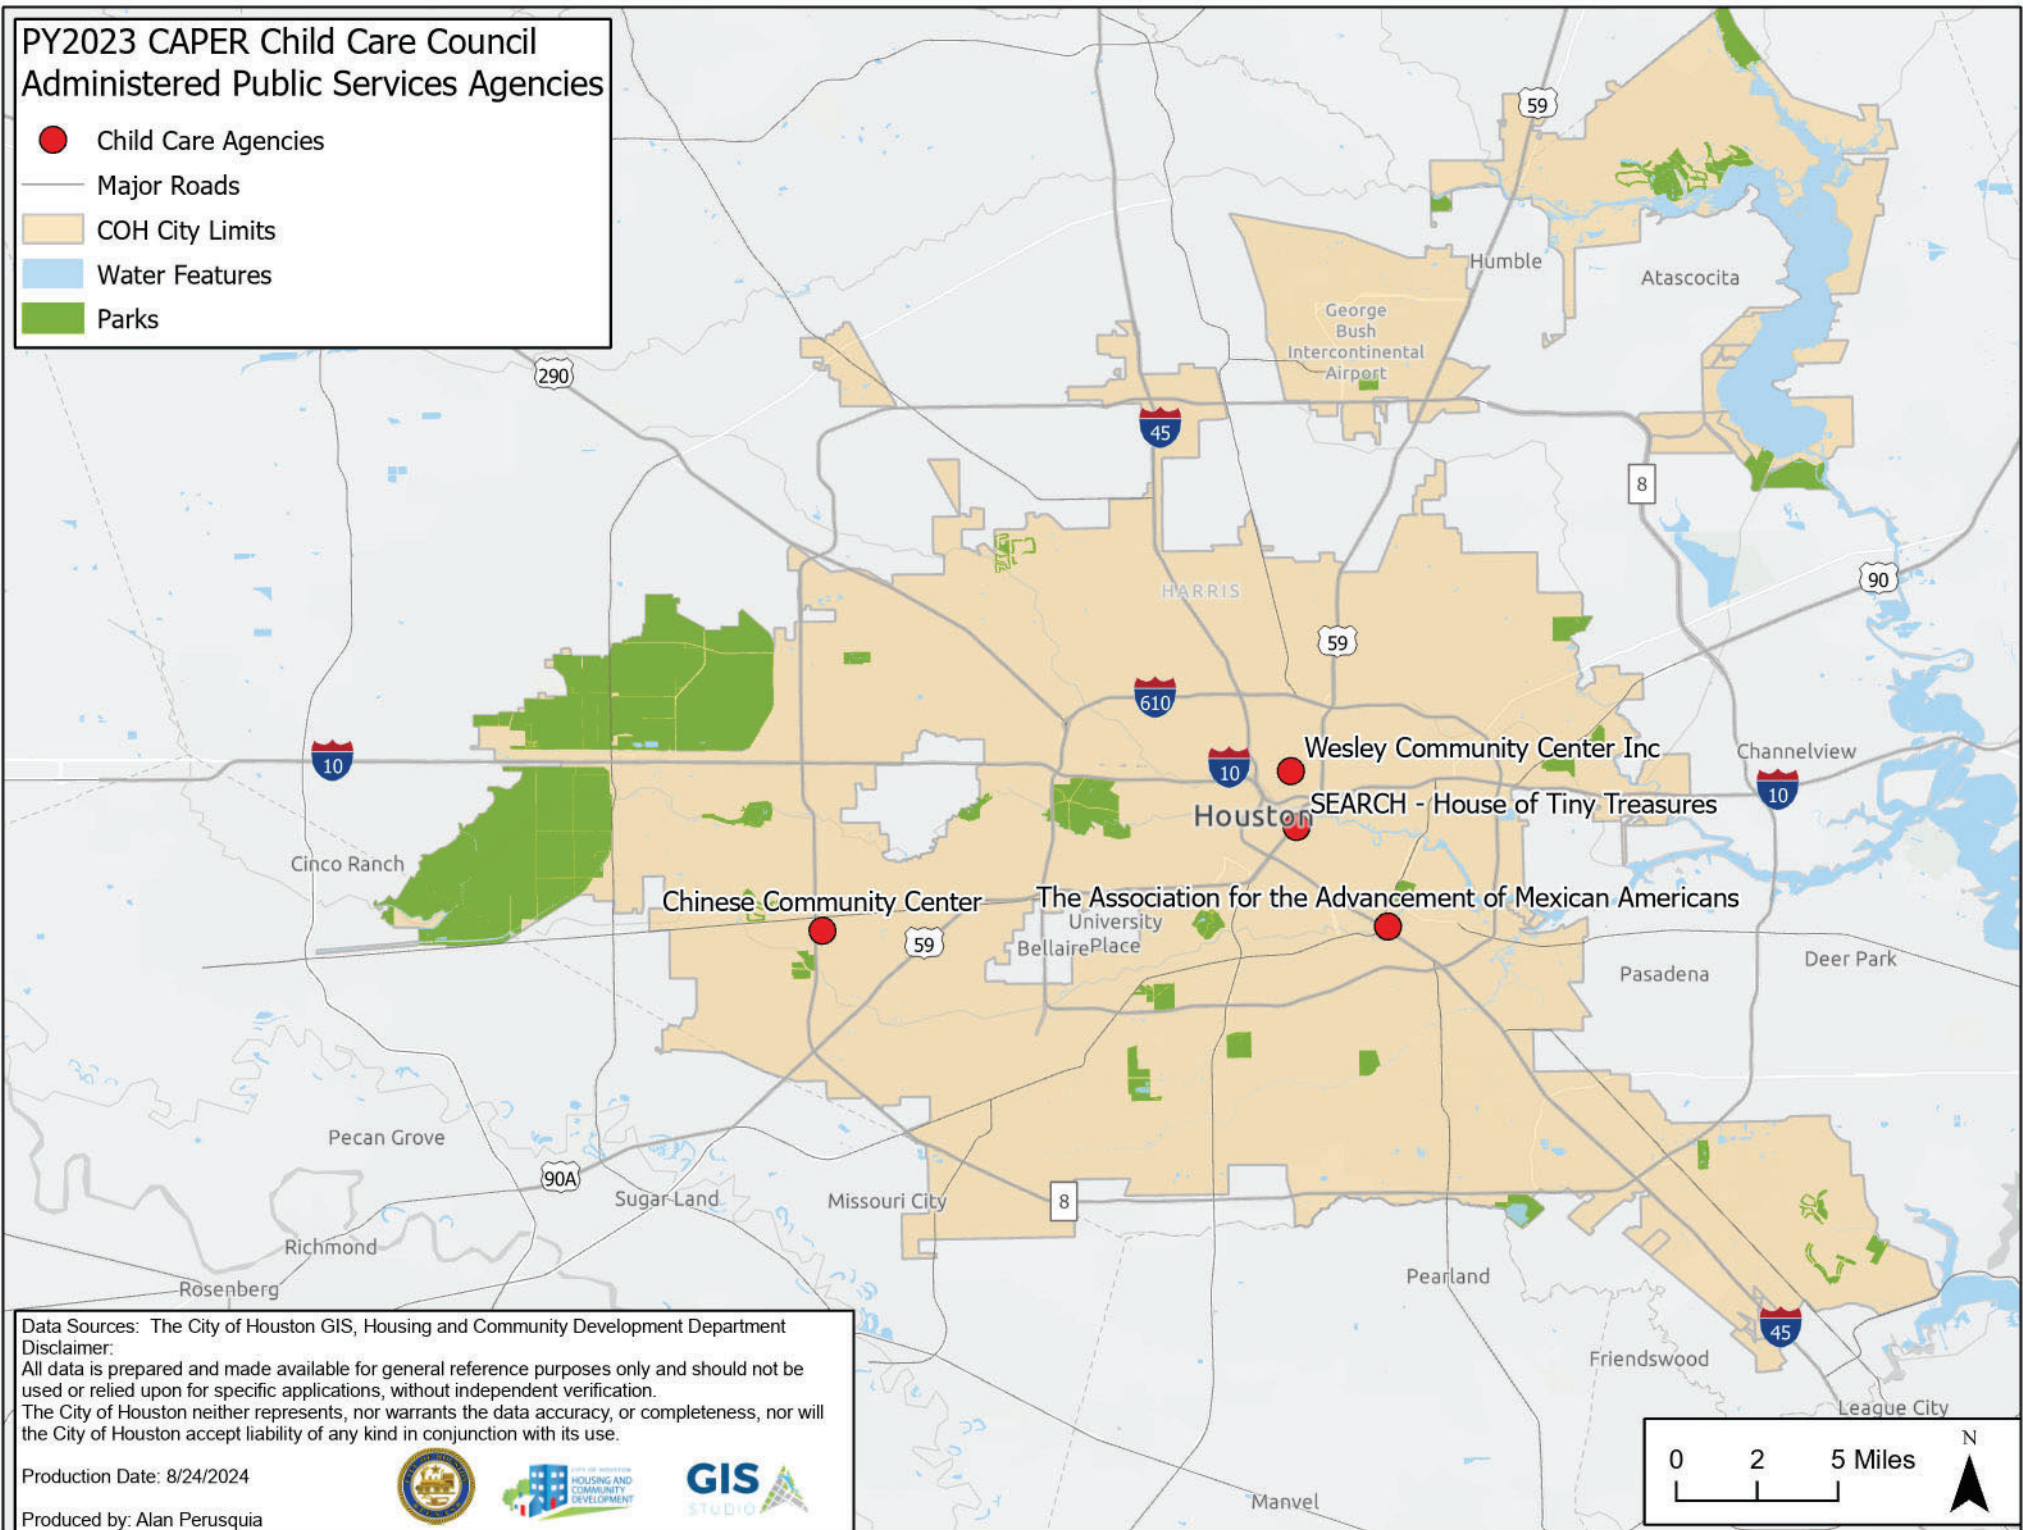 PY2023 CAPER Child Care Council
Administered Public Services Agencies
Child Care Agencies
Major Roads
COH City Limits
Water Features
Parks
59
Humble
Atascocita
George
Bush
Intercontinental
Airport
290
45
8
90
HARRIS
59
610
Wesley Community Center Inc
Channelview
10
10
10
SEARCH - House of Tiny Treasures
Houston
Cinco Ranch
Chinese Community Center
The Association for the Advancement of Mexican Americans
University
Place
Bellaire
59
Pasadena
Deer Park
Pecan Grove
90A
Sugar Land
Missouri City
8
Richmond
Rosenberg
Pearland
45
Friendswood
League City
Manvel
Data Sources: The City of Houston GIS, Housing and Community Development Department
Disclaimer:
All data is prepared and made available for general reference purposes only and should not be
used or relied upon for specific applications, without independent verification.
The City of Houston neither represents, nor warrants the data accuracy, or completeness, nor will
the City of Houston accept liability of any kind in conjunction with its use.
Production Date: 8/24/2024
Produced by: Alan Perusquia
CITY OF HOUSTON
HOUSING AND
COMMUNITY
DEVELOPMENT
GIS
STUDIO
0 2 5 Miles
N